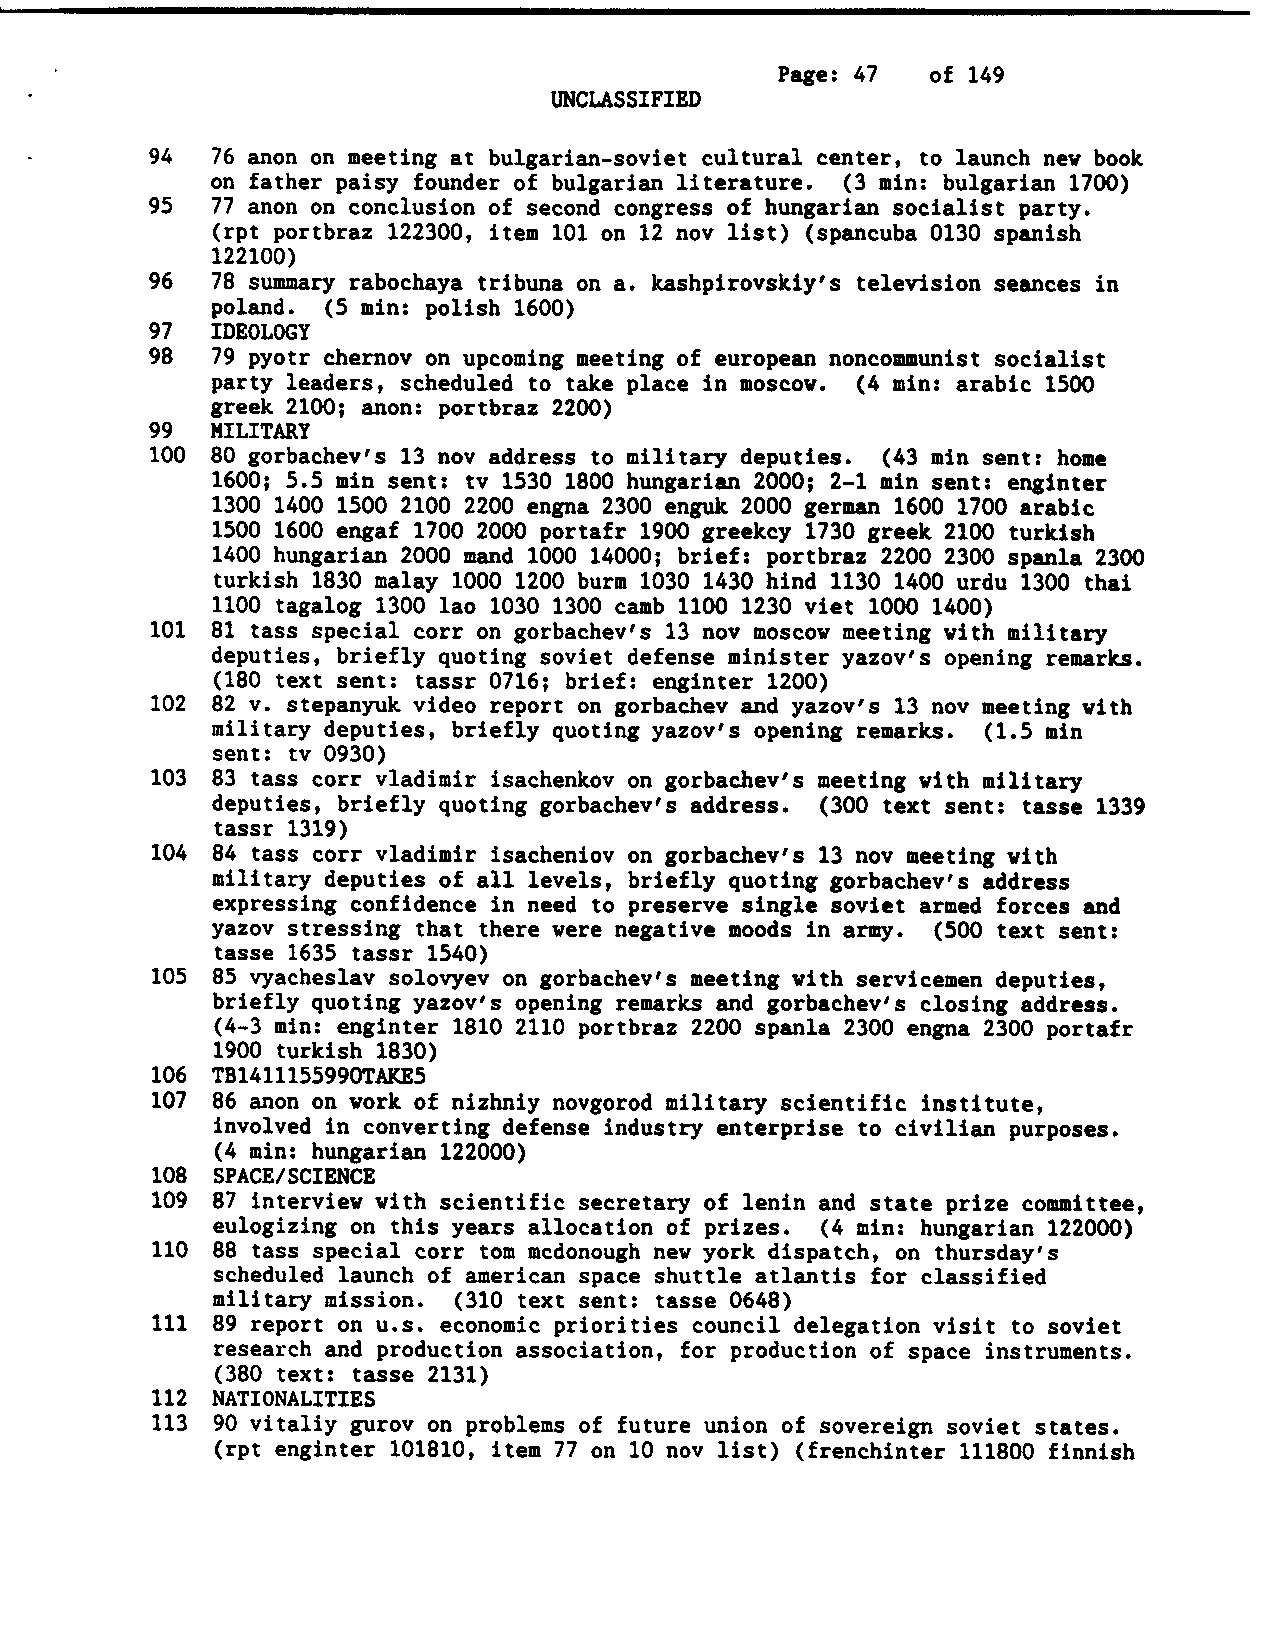 Page: 47 of 149
UNCLASSIFIED
94 76 anon on meeting at bulgarian-soviet cultural center, to launch new book
on father paisy founder of bulgarian literature. (3 min: bulgarian 1700)
95 77 anon on conclusion of second congress of hungarian socialist party.
(rpt portbraz 122300, item 101 on 12 nov list) (spancuba 0130 spanish
122100)
96 78 summary rabochaya tribuna on a. kashpirovskiy's television seances in
poland. (5 min: polish 1600)
97 IDEOLOGY
98 79 pyotr chernov on upcoming meeting of european noncommunist socialist
party leaders, scheduled to take place in moscow. (4 min: arabic 1500
greek 2100; anon: portbraz 2200)
99 MILITARY
100 80 gorbachev's 13 nov address to military deputies. (43 min sent: home
1600; 5.5 min sent: tv 1530 1800 hungarian 2000; 2-1 min sent: enginter
1300 1400 1500 2100 2200 engna 2300 enguk 2000 german 1600 1700 arabic
1500 1600 engaf 1700 2000 portafr 1900 greekcy 1730 greek 2100 turkish
1400 hungarian 2000 mand 1000 14000; brief: portbraz 2200 2300 spanla 2300
turkish 1830 malay 1000 1200 burm 1030 1430 hind 1130 1400 urdu 1300 thai
1100 tagalog 1300 lao 1030 1300 camb 1100 1230 viet 1000 1400)
101 81 tass special corr on gorbachev's 13 nov moscow meeting with military
deputies, briefly quoting soviet defense minister yazov's opening remarks.
(180 text sent: tassr 0716; brief: enginter 1200)
102 82 v. stepanyuk video report on gorbachev and yazov's 13 nov meeting with
military deputies, briefly quoting yazov's opening remarks. (1.5 min
sent: tv 0930)
103 83 tass corr vladimir isachenkov on gorbachev's meeting with military
deputies, briefly quoting gorbachev's address. (300 text sent: tasse 1339
tassr 1319)
104 84 tass corr vladimir isacheniov on gorbachev's 13 nov meeting with
military deputies of all levels, briefly quoting gorbachev's address
expressing confidence in need to preserve single soviet armed forces and
yazov stressing that there were negative moods in army. (500 text sent:
tasse 1635 tassr 1540)
105 85 vyacheslav solovyev on gorbachev's meeting with servicemen deputies,
briefly quoting yazov's opening remarks and gorbachev's closing address.
(4-3 min: enginter 1810 2110 portbraz 2200 spanla 2300 engna 2300 portafr
1900 turkish 1830)
106 TB1411155990TAKE5
107 86 anon on work of nizhniy novgorod military scientific institute,
involved in converting defense industry enterprise to civilian purposes.
(4 min: hungarian 122000)
108 SPACE/SCIENCE
109 87 interview with scientific secretary of lenin and state prize committee,
eulogizing on this years allocation of prizes. (4 min: hungarian 122000)
110 88 tass special corr tom mcdonough new york dispatch, on thursday's
scheduled launch of american space shuttle atlantis for classified
military mission. (310 text sent: tasse 0648)
111 89 report on u.s. economic priorities council delegation visit to soviet
research and production association, for production of space instruments.
(380 text: tasse 2131)
112 NATIONALITIES
113 90 vitaliy gurov on problems of future union of sovereign soviet states.
(rpt enginter 101810, item 77 on 10 nov list) (frenchinter 111800 finnish